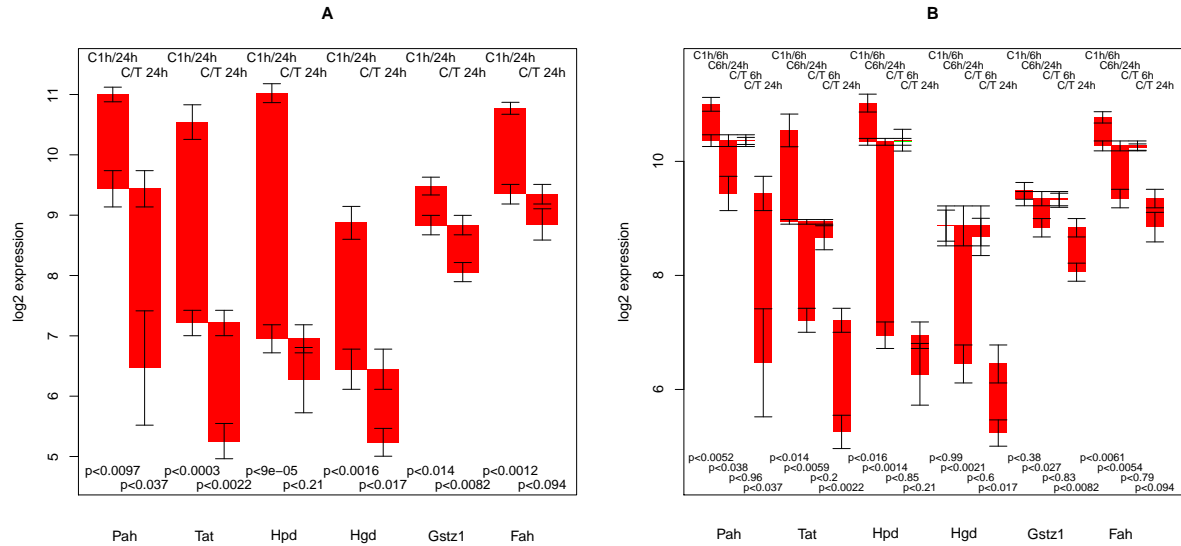 A
C1h/24h C1h/24h C1h/24h C1h/24h C1h/24h C1h/24h
C/T 24h C/T 24h C/T 24h C/T 24h C/T 24h C/T 24h
log2 expression
11
10
9
8
7
6
5
p<0.0097 p<0.0003 p<9e−05 p<0.0016 p<0.014 p<0.0012
p<0.037 p<0.0022 p<0.21 p<0.017 p<0.0082 p<0.094
Pah Tat Hpd Hgd Gstz1 Fah
B
C1h/6h C1h/6h C1h/6h C1h/6h C1h/6h C1h/6h
C6h/24h C6h/24h C6h/24h C6h/24h C6h/24h C6h/24h
C/T 6h C/T 6h C/T 6h C/T 6h C/T 6h C/T 6h
C/T 24h C/T 24h C/T 24h C/T 24h C/T 24h C/T 24h
log2 expression
10
8
6
p<0.0052 p<0.014 p<0.016 p<0.99 p<0.38 p<0.0061
p<0.038 p<0.0059 p<0.0014 p<0.0021 p<0.027 p<0.0054
p<0.96 p<0.2 p<0.85 p<0.6 p<0.83 p<0.79
p<0.037 p<0.0022 p<0.21 p<0.017 p<0.0082 p<0.094
Pah Tat Hpd Hgd Gstz1 Fah